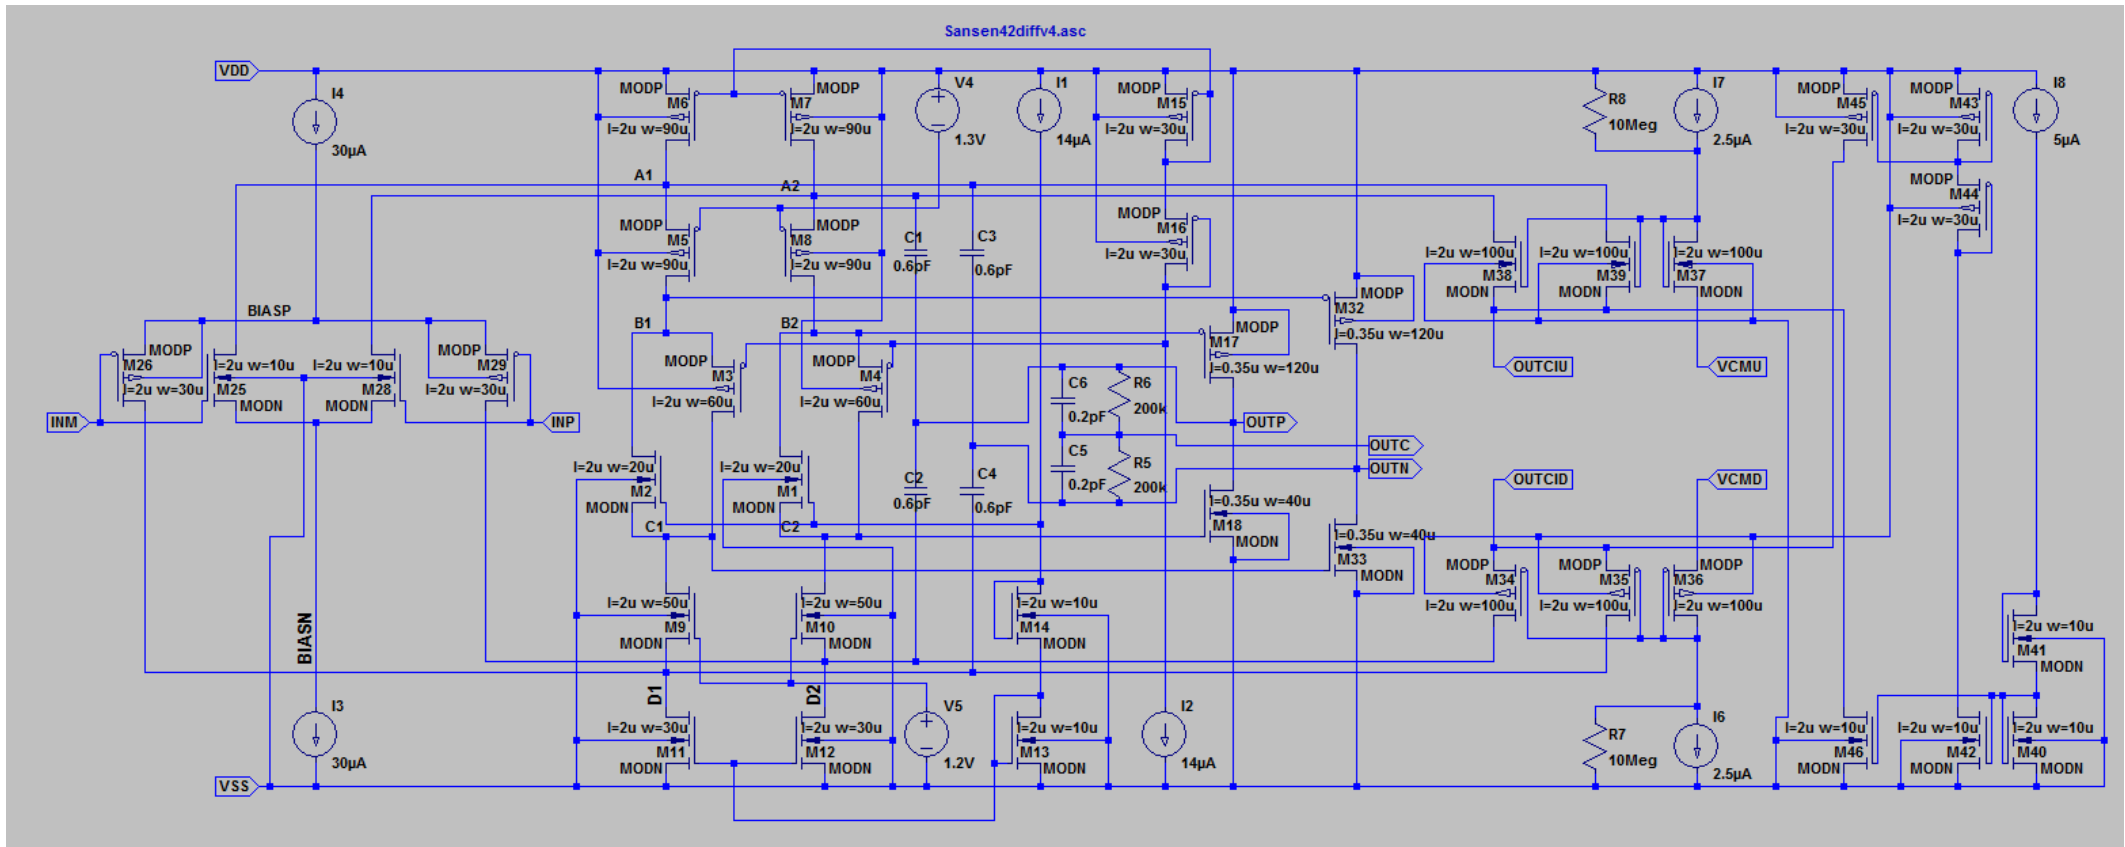 Sansen42diffv4.asc
VDD
I4
30µA
MODP
M6
l=2u w=90u
MODP
M7
l=2u w=90u
V4
1.3V
I1
14µA
MODP
M15
l=2u w=30u
R8
10Meg
I7
2.5µA
MODP
M45
l=2u w=30u
MODP
M43
l=2u w=30u
I8
5µA
A1
A2
MODP
M5
l=2u w=90u
MODP
M8
l=2u w=90u
C1
0.6pF
C3
0.6pF
MODP
M16
l=2u w=30u
MODP
M44
l=2u w=30u
l=2u w=100u
M38
MODN
l=2u w=100u
M39
MODN
l=2u w=100u
M37
MODN
BIASP
B1
B2
MODP
M32
l=0.35u w=120u
MODP
M17
l=0.35u w=120u
MODP
M26
l=2u w=30u
l=2u w=10u
M25
MODN
l=2u w=10u
M28
MODN
MODP
M29
l=2u w=30u
MODP
M3
l=2u w=60u
MODP
M4
l=2u w=60u
OUTCIU
VCMU
C6
0.2pF
R6
200k
INM
INP
OUTP
OUTC
OUTN
C5
0.2pF
R5
200k
l=2u w=20u
M2
MODN
l=2u w=20u
M1
MODN
C2
0.6pF
C4
0.6pF
OUTCID
VCMD
l=0.35u w=40u
M18
MODN
l=0.35u w=40u
M33
MODN
C1
C2
MODP
M34
l=2u w=100u
MODP
M35
l=2u w=100u
MODP
M36
l=2u w=100u
l=2u w=50u
M9
MODN
l=2u w=50u
M10
MODN
l=2u w=10u
M14
MODN
l=2u w=10u
M41
MODN
BIASN
D1
D2
I3
30µA
l=2u w=30u
M11
MODN
l=2u w=30u
M12
MODN
V5
1.2V
l=2u w=10u
M13
MODN
I2
14µA
R7
10Meg
I6
2.5µA
l=2u w=10u
M46
MODN
l=2u w=10u
M42
MODN
l=2u w=10u
M40
MODN
VSS